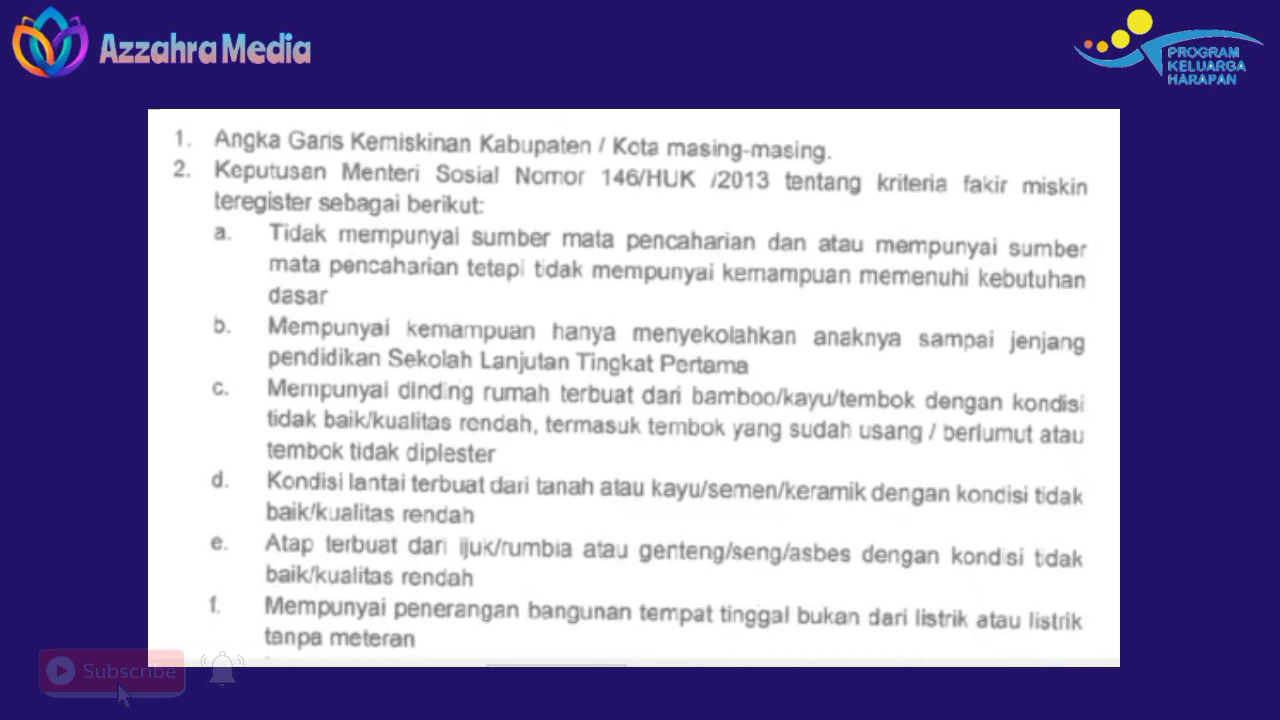 Azzahra Media
PROGRAM
KELUARGA
HARAPAN
1. Angka Garis Kemiskinan Kabupaten / Kota masing-masing.
2. Keputusan Menteri Sosial Nomor 146/HUK /2013 tentang kriteria fakir miskin
teregister sebagai berikut:
a. Tidak mempunyai sumber mata pencaharian dan atau mempunyai sumber
mata pencaharian tetapi tidak mempunyai kemampuan memenuhi kebutuhan
dasar
b. Mempunyai kemampuan hanya menyekolahkan anaknya sampai jenjang
pendidikan Sekolah Lanjutan Tingkat Pertama
c. Mempunyai dinding rumah terbuat dari bamboo/kayu/tembok dengan kondisi
tidak baik/kualitas rendah, termasuk tembok yang sudah usang / berlumut atau
tembok tidak diplester
d. Kondisi lantai terbuat dari tanah atau kayu/semen/keramik dengan kondisi tidak
baik/kualitas rendah
e. Atap terbuat dari ijuk/rumbia atau genteng/seng/asbes dengan kondisi tidak
baik/kualitas rendah
f. Mempunyai penerangan bangunan tempat tinggal bukan dari listrik atau listrik
tanpa meteran
Subscribe